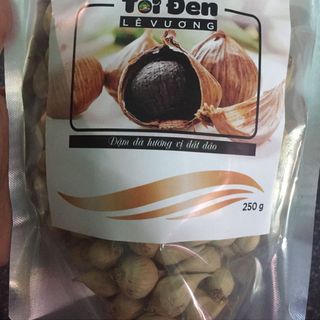 Tỏi Đen
LÊ VƯƠNG
Đậm đà hương vị đất đảo
250 g